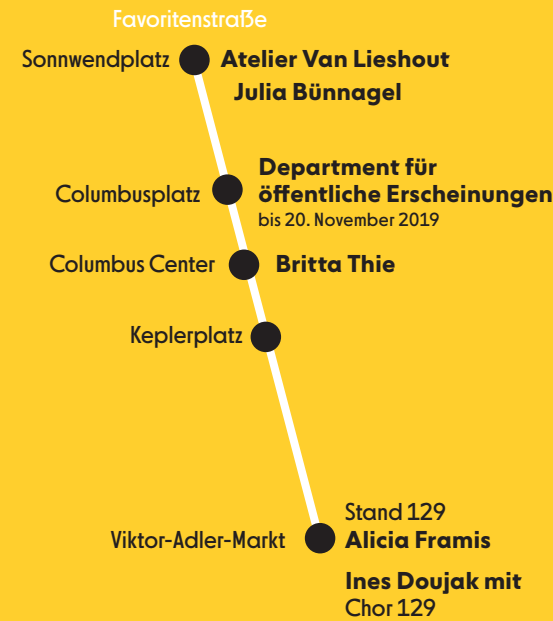 Favoritenstraße
Sonnwendplatz
Atelier Van Lieshout
Julia Bünnagel
Columbusplatz
Department für
öffentliche Erscheinungen
bis 20. November 2019
Columbus Center
Britta Thie
Keplerplatz
Viktor-Adler-Markt
Stand 129
Alicia Framis
Ines Doujak mit
Chor 129